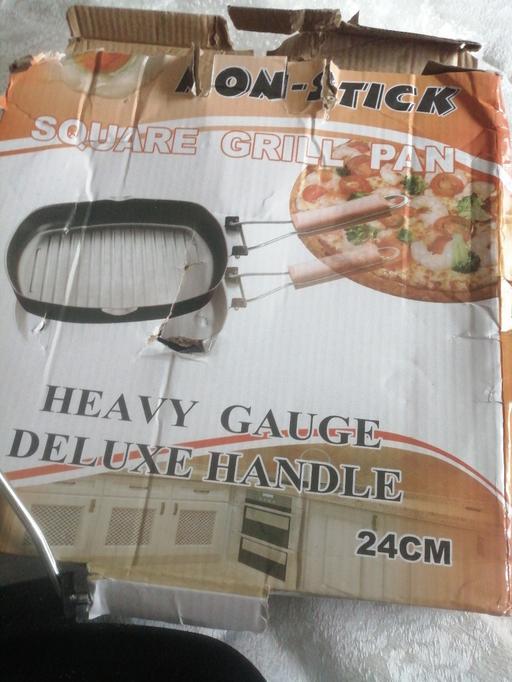 NON-STICK
SQUARE GRILL PAN
HEAVY GAUGE
DELUXE HANDLE
24CM